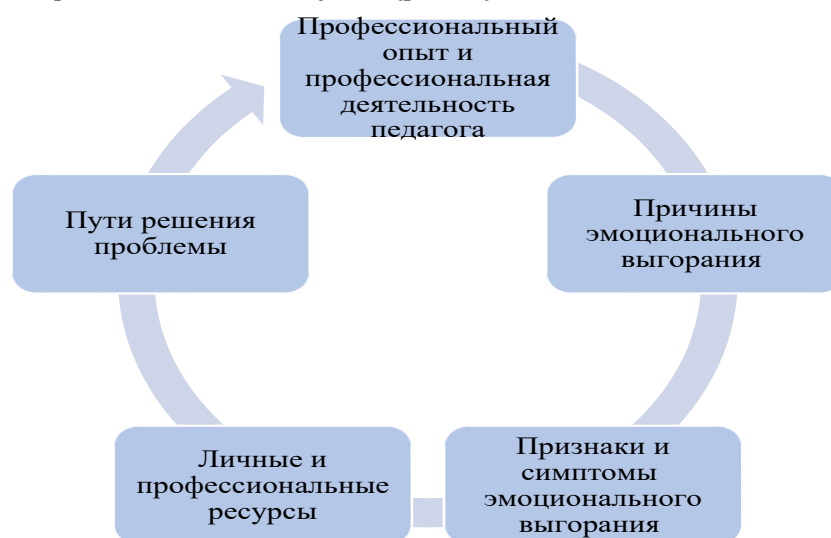 Профессиональный
опыт и
профессиональная
деятельность
педагога
Причины
эмоционального
выгорания
Признаки и
симптомы
эмоционального
выгорания
Личные и
профессиональные
ресурсы
Пути решения
проблемы